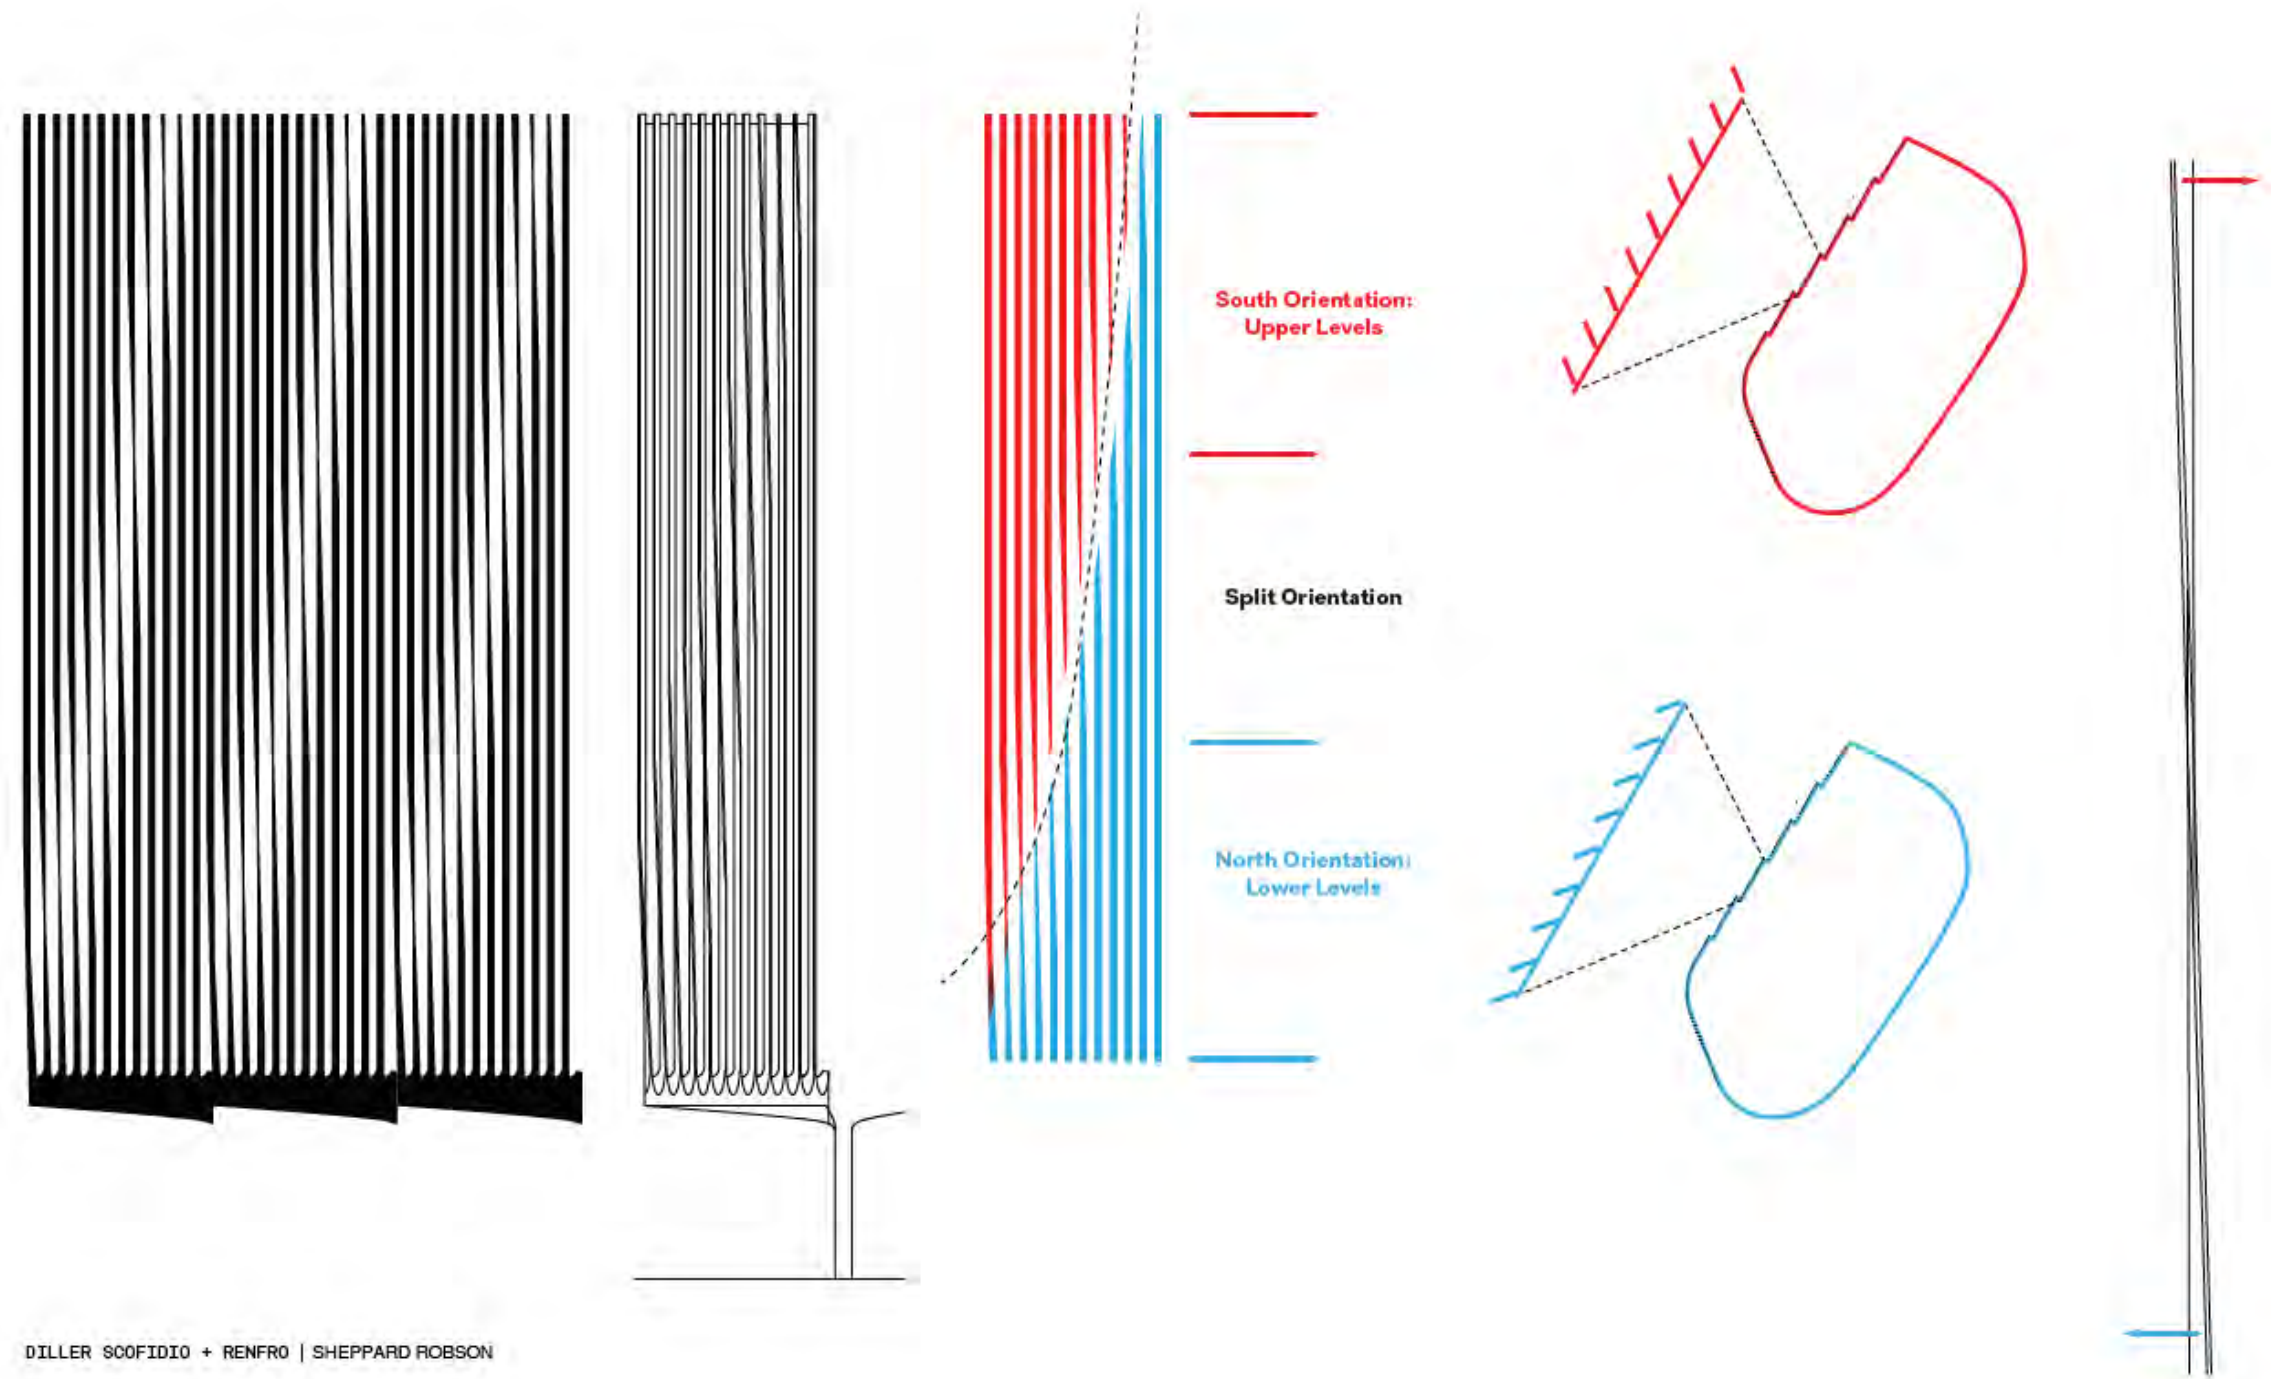 South Orientation:
Upper Levels
Split Orientation
North Orientation:
Lower Levels
DILLER SCOFIDIO + RENFRO | SHEPPARD ROBSON